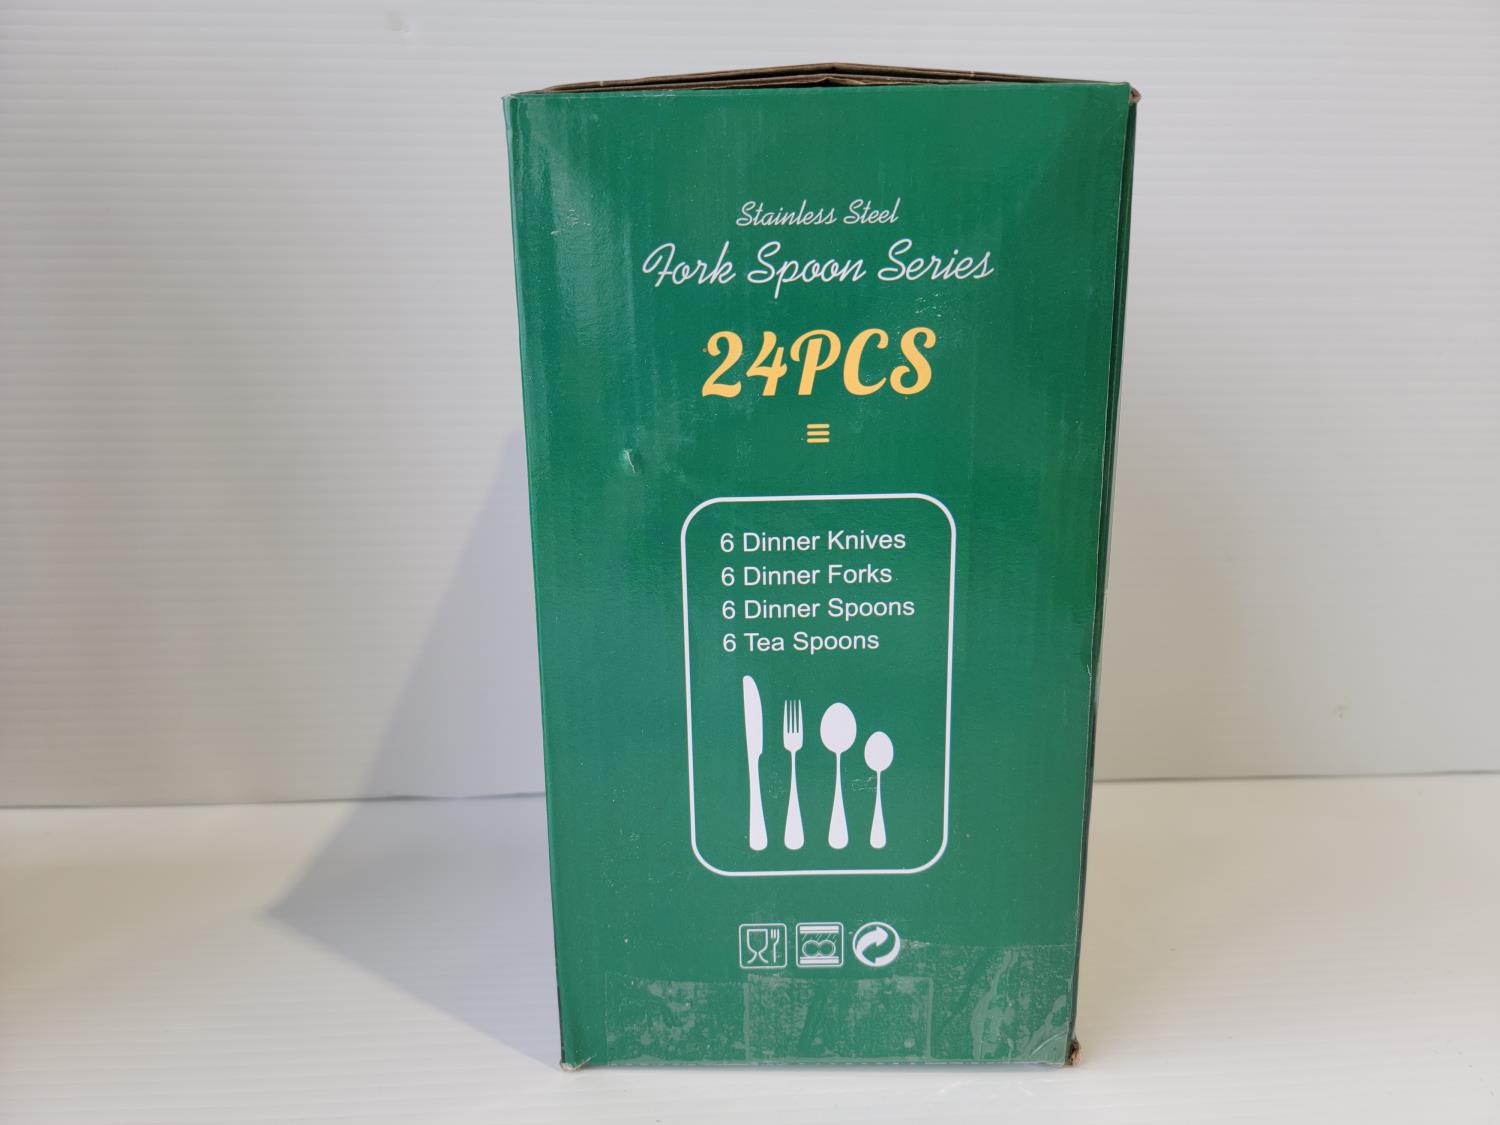 Stainless Steel
Fork Spoon Series
24PCS
6 Dinner Knives
6 Dinner Forks
6 Dinner Spoons
6 Tea Spoons